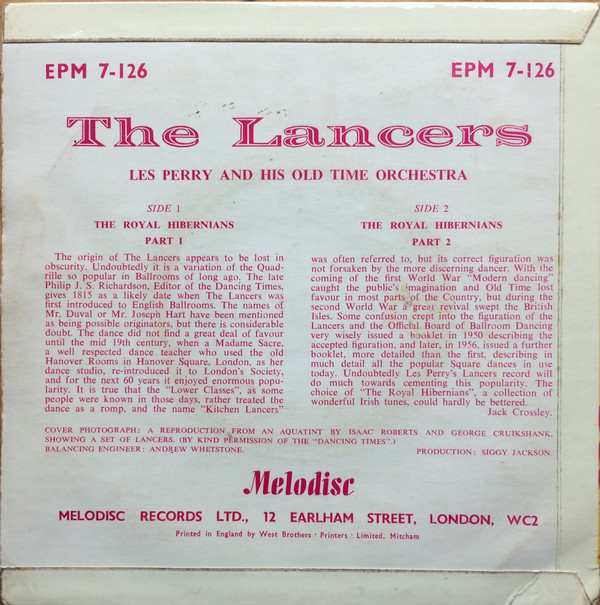 EPM 7-126
EPM 7-126
The Lancers
LES PERRY AND HIS OLD TIME ORCHESTRA
SIDE 1
THE ROYAL HIBERNIANS
PART 1
The origin of The Lancers appears to be lost in
obscurity. Undoubtedly it is a variation of the Quad-
rille so popular in Ballrooms of long ago. The late
Philip J. S. Richardson, Editor of the Dancing Times,
gives 1815 as a likely date when The Lancers was
first introduced to English Ballrooms. The names of
Mr. Duval or Mr. Joseph Hart have been mentioned
as being possible originators, but there is considerable
doubt. The dance did not find a great deal of favour
until the mid 19th century, when a Madame Sacre,
a well respected dance teacher who used the old
Hanover Rooms in Hanover Square, London, as her
dance studio, re-introduced it to London's Society,
and for the next 60 years it enjoyed enormous popu-
larity. It is true that the "Lower Classes", as some
people were known in those days, rather treated the
dance as a romp, and the name "Kitchen Lancers"
SIDE 2
THE ROYAL HIBERNIANS
PART 2
was often referred to, but its correct figuration was
not forsaken by the more discerning dancer. With the
coming of the first World War "Modern dancing"
caught the public's imagination and Old Time lost
favour in most parts of the Country, but during the
second World War a great revival swept the British
Isles. Some confusion crept into the figuration of the
Lancers and the Official Board of Ballroom Dancing
very wisely issued a booklet in 1950 describing the
accepted figuration, and later, in 1956, issued a further
booklet, more detailed than the first, describing in
much detail all the popular Square dances in use
today. Undoubtedly Les Perry's Lancers record will
do much towards cementing this popularity. The
choice of "The Royal Hibernians", a collection of
wonderful Irish tunes, could hardly be bettered.
Jack Crossley.
COVER PHOTOGRAPH: A REPRODUCTION FROM AN AQUATINT BY ISAAC ROBERTS AND GEORGE CRUIKSHANK,
SHOWING A SET OF LANCERS. (BY KIND PERMISSION OF THE "DANCING TIMES".)
BALANCING ENGINEER: ANDREW WHETSTONE. PRODUCTION: SIGGY JACKSON.
Melodisc
MELODISC RECORDS LTD., 12 EARLHAM STREET, LONDON, WC2
Printed in England by West Brothers · Printers · Limited, Mitcham